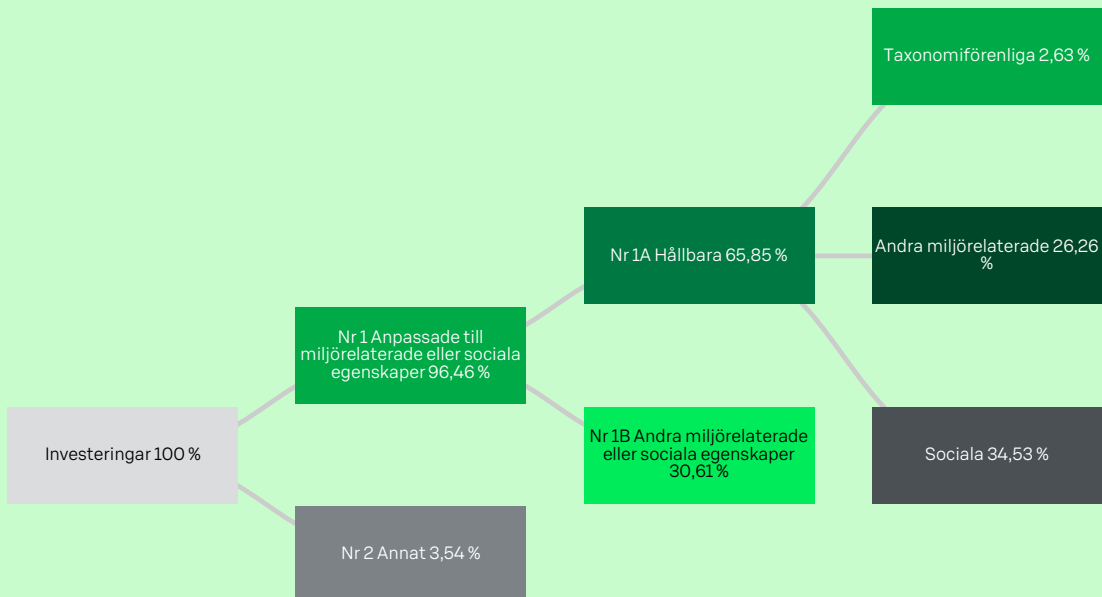 Taxonomiförenliga 2,63 %
Andra miljörelaterade 26,26
%
Nr 1A Hållbara 65,85 %
Nr 1 Anpassade till
miljörelaterade eller sociala
egenskaper 96,46 %
Investeringar 100 %
Nr 1B Andra miljörelaterade
eller sociala egenskaper
30,61 %
Sociala 34,53 %
Nr 2 Annat 3,54 %